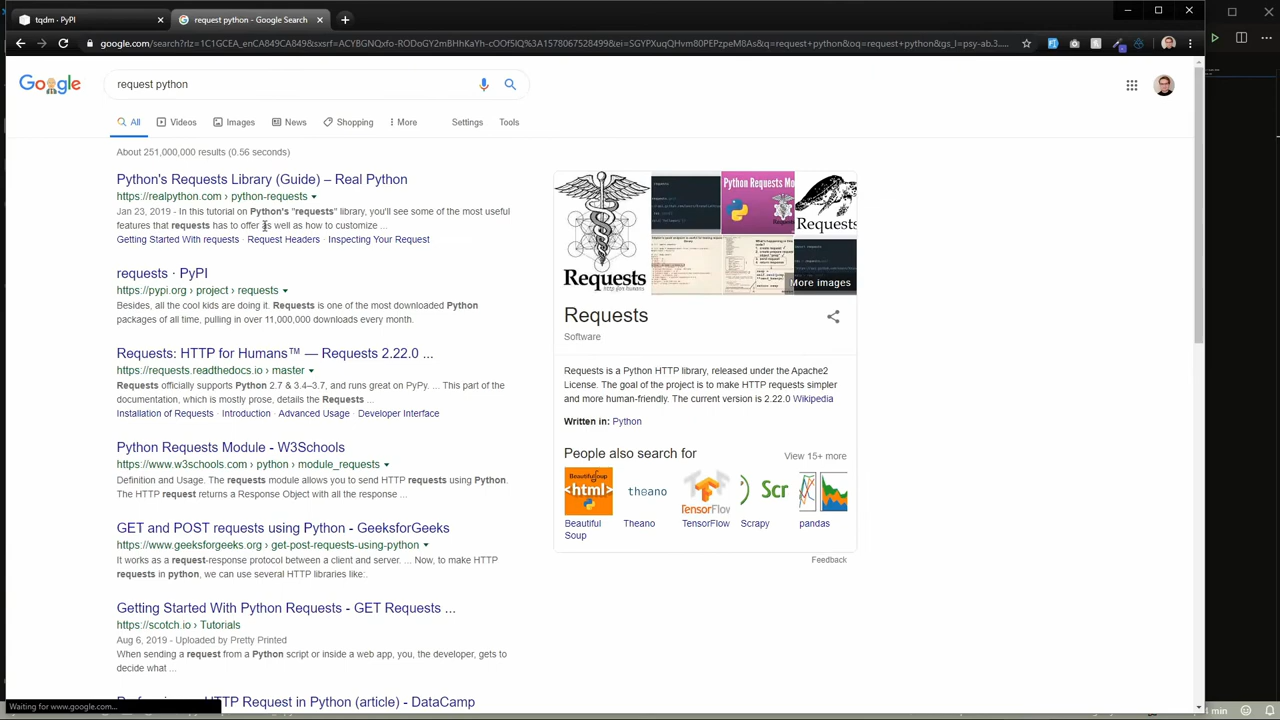 tqdm · PyPI
request python - Google Search
google.com/search?rlz=1C1GCEA_enCA849CA849&sxsrf=ACYBGNQxfo-RODoGY2mBHhKaYh-cOOf5lQ%3A1578067528499&ei=SGYPXuqQHvm80PEPzpeM8As&q=request+python&oq=request+python&gs_l=psy-ab.3.
Google
request python
All
Videos
Images
News
Shopping
More
Settings
Tools
About 251,000,000 results (0.56 seconds)
Python's Requests Library (Guide) – Real Python
https://realpython.com › python-requests
Jan 23, 2019 - In this tutorial on Python's "requests" library, you'll see some of the most useful
features that requests has to offer as well as how to customize ...
Getting Started With requests · Request Headers · Inspecting Your Request
requests · PyPI
https://pypi.org › project › requests
Besides, all the cool kids are doing it. Requests is one of the most downloaded Python
packages of all time, pulling in over 11,000,000 downloads every month.
Requests: HTTP for Humans™ — Requests 2.22.0 ...
https://requests.readthedocs.io › master
Requests officially supports Python 2.7 & 3.4–3.7, and runs great on PyPy. ... This part of the
documentation, which is mostly prose, details the Requests ...
Installation of Requests · Introduction · Advanced Usage · Developer Interface
Python Requests Module - W3Schools
https://www.w3schools.com › python › module_requests
Definition and Usage. The requests module allows you to send HTTP requests using Python.
The HTTP request returns a Response Object with all the response ...
GET and POST requests using Python - GeeksforGeeks
https://www.geeksforgeeks.org › get-post-requests-using-python
It works as a request-response protocol between a client and server. ... Now, to make HTTP
requests in python, we can use several HTTP libraries like:.
Getting Started With Python Requests - GET Requests ...
https://scotch.io › Tutorials
Aug 6, 2019 - Uploaded by Pretty Printed
When sending a request from a Python script or inside a web app, you, the developer, gets to
decide what ...
HTTP Request in Python (article) - DataCamp
Waiting for www.google.com...
Requests
http for humans
Python Requests Mo
Requests
More images
Requests
Software
Requests is a Python HTTP library, released under the Apache2
License. The goal of the project is to make HTTP requests simpler
and more human-friendly. The current version is 2.22.0 Wikipedia
Written in: Python
People also search for
View 15+ more
BeautifulSoup
<html>
theano
TensorFlow
Scr
Beautiful
Soup
Theano
TensorFlow
Scrapy
pandas
Feedback
min